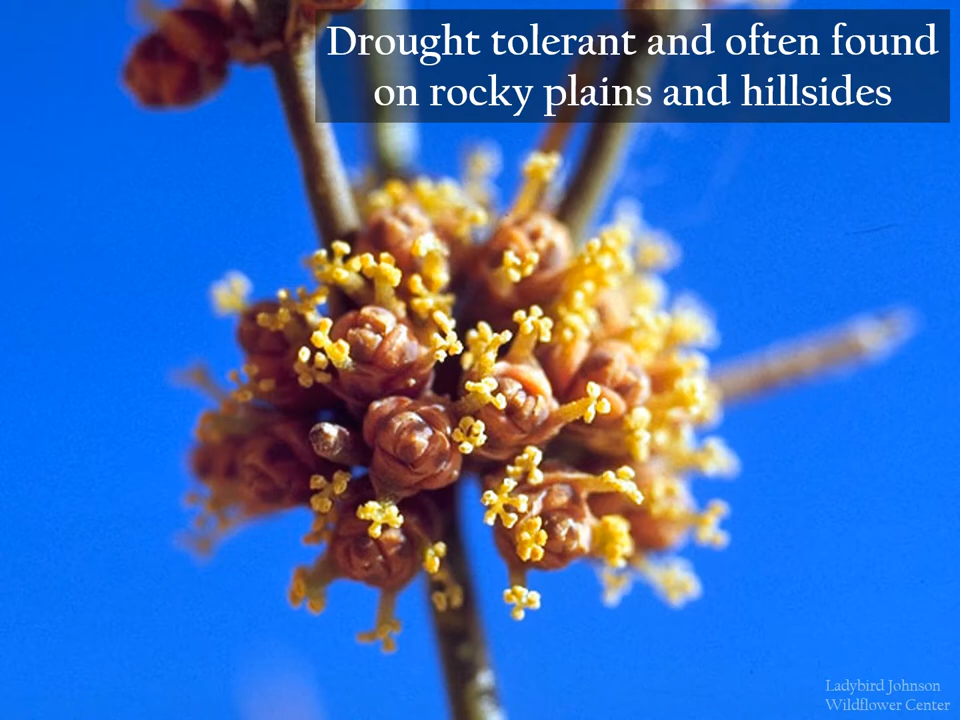 Drought tolerant and often found
on rocky plains and hillsides
Ladybird Johnson
Wildflower Center